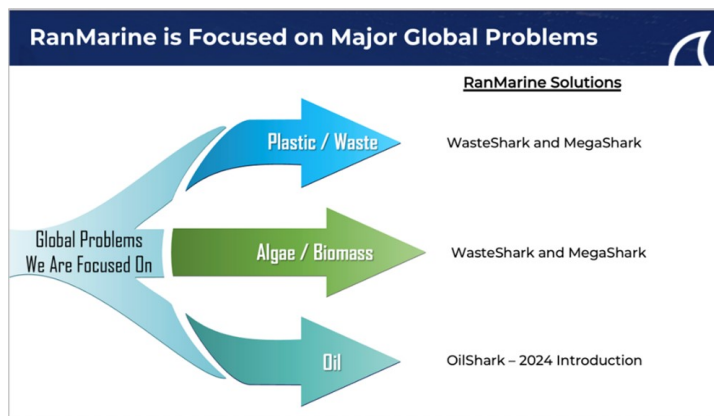 RanMarine is Focused on Major Global Problems
RanMarine Solutions
Plastic / Waste
WasteShark and MegaShark
Global Problems
We Are Focused On
Algae / Biomass
WasteShark and MegaShark
Oil
OilShark – 2024 Introduction